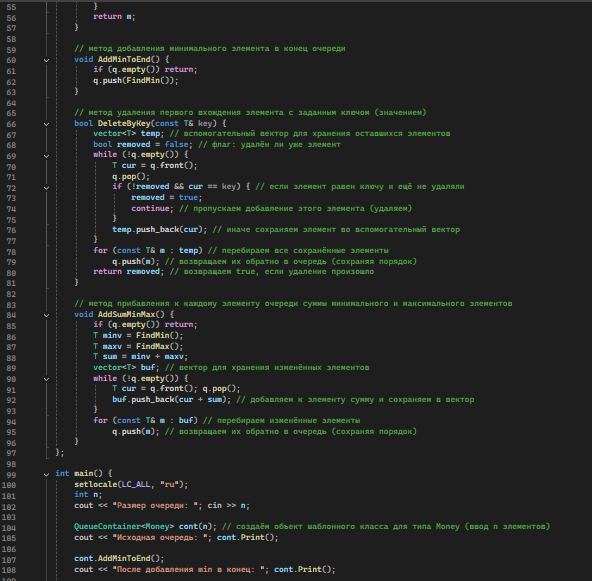 55 }
56 return m;
57 }
58
59 // метод добавления минимального элемента в конец очереди
60 void AddMinToEnd() {
61 if (q.empty()) return;
62 q.push(FindMin());
63 }
64
65 // метод удаления первого вхождения элемента с заданным ключом (значением)
66 bool DeleteByKey(const T& key) {
67 vector<T> temp; // вспомогательный вектор для хранения оставшихся элементов
68 bool removed = false; // флаг: удалён ли уже элемент
69 while (!q.empty()) {
70 T cur = q.front();
71 q.pop();
72 if (!removed && cur == key) { // если элемент равен ключу и ещё не удаляли
73 removed = true;
74 continue; // пропускаем добавление этого элемента (удаляем)
75 }
76 temp.push_back(cur); // иначе сохраняем элемент во вспомогательный вектор
77 }
78 for (const T& m : temp) // перебираем все сохранённые элементы
79 q.push(m); // возвращаем их обратно в очередь (сохраняя порядок)
80 return removed; // возвращаем true, если удаление произошло
81 }
82
83 // метод прибавления к каждому элементу очереди суммы минимального и максимального элементов
84 void AddSumMinMax() {
85 if (q.empty()) return;
86 T minv = FindMin();
87 T maxv = FindMax();
88 T sum = minv + maxv;
89 vector<T> buf; // вектор для хранения изменённых элементов
90 while (!q.empty()) {
91 T cur = q.front(); q.pop();
92 buf.push_back(cur + sum); // добавляем к элементу сумму и сохраняем в вектор
93 }
94 for (const T& m : buf) // перебираем изменённые элементы
95 q.push(m); // возвращаем их обратно в очередь (сохраняя порядок)
96 }
97 };
98
99 int main() {
100 setlocale(LC_ALL, "ru");
101 int n;
102 cout << "Размер очереди: "; cin >> n;
103
104 QueueContainer<Money> cont(n); // создаём объект шаблонного класса для типа Money (ввод n элементов)
105 cout << "Исходная очередь: "; cont.Print();
106
107 cont.AddMinToEnd();
108 cout << "После добавления min в конец: "; cont.Print();